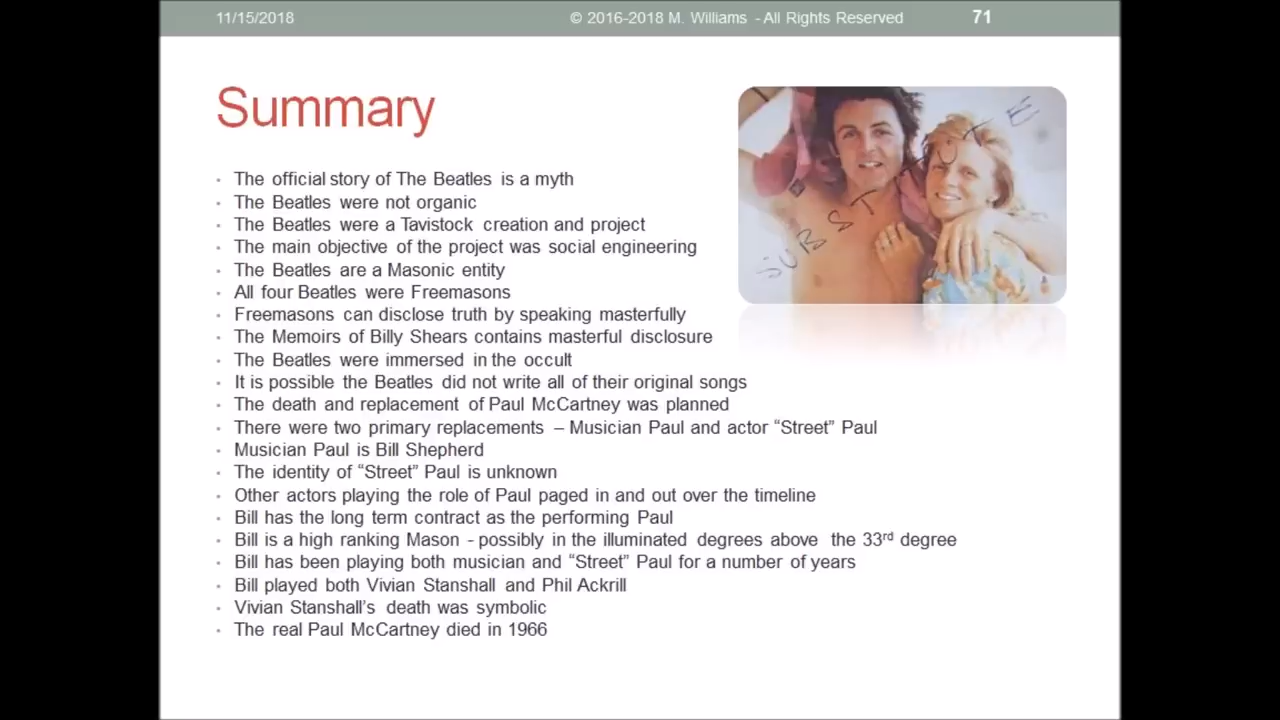 11/15/2018 © 2016-2018 M. Williams - All Rights Reserved 71
Summary
SUBSTITUTE
The official story of The Beatles is a myth
The Beatles were not organic
The Beatles were a Tavistock creation and project
The main objective of the project was social engineering
The Beatles are a Masonic entity
All four Beatles were Freemasons
Freemasons can disclose truth by speaking masterfully
The Memoirs of Billy Shears contains masterful disclosure
The Beatles were immersed in the occult
It is possible the Beatles did not write all of their original songs
The death and replacement of Paul McCartney was planned
There were two primary replacements – Musician Paul and actor “Street” Paul
Musician Paul is Bill Shepherd
The identity of “Street” Paul is unknown
Other actors playing the role of Paul paged in and out over the timeline
Bill has the long term contract as the performing Paul
Bill is a high ranking Mason - possibly in the illuminated degrees above the 33rd degree
Bill has been playing both musician and “Street” Paul for a number of years
Bill played both Vivian Stanshall and Phil Ackrill
Vivian Stanshall’s death was symbolic
The real Paul McCartney died in 1966